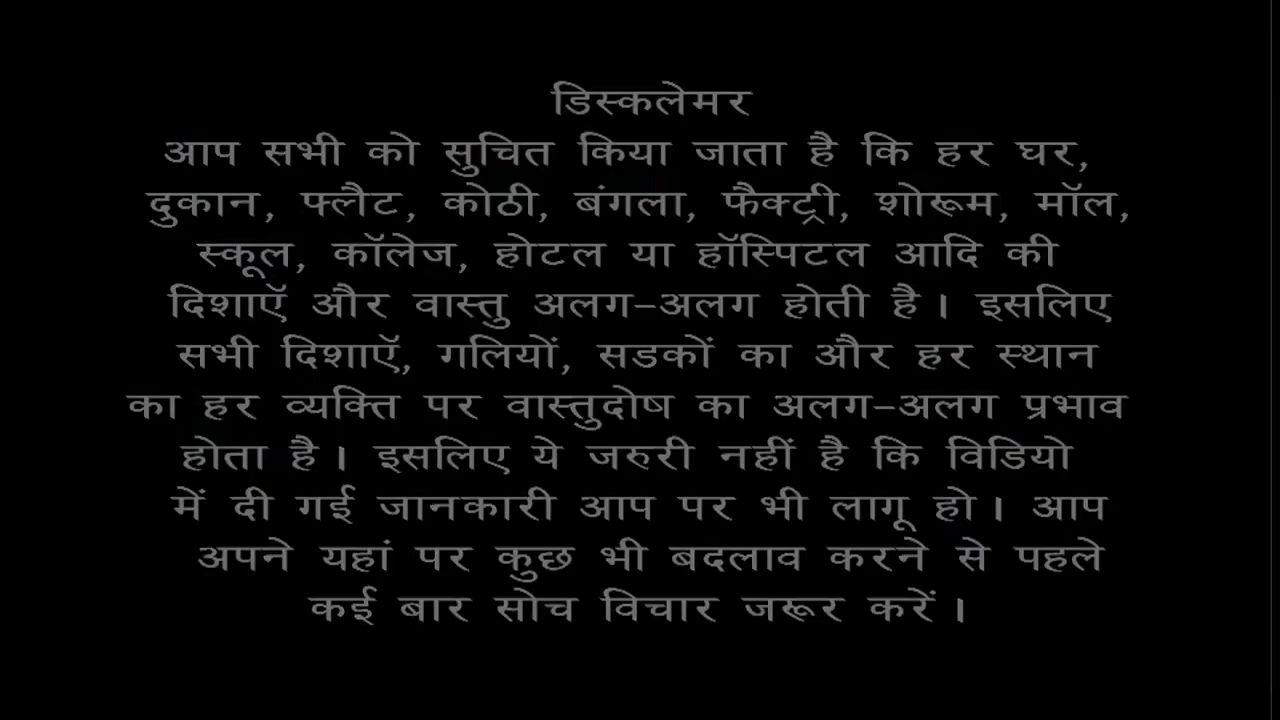 डिस्कलेमर
आप सभी को सुचित किया जाता है कि हर घर,
दुकान, फ्लैट, कोठी, बंगला, फैक्ट्री, शोरूम, मॉल,
स्कूल, कॉलेज, होटल या हॉस्पिटल आदि की
दिशाऍ और वास्तु अलग-अलग होती है। इसलिए
सभी दिशाऍ, गलियों, सडकों का और हर स्थान
का हर व्यक्ति पर वास्तुदोष का अलग-अलग प्रभाव
होता है। इसलिए ये जरुरी नहीं है कि विडियो
में दी गई जानकारी आप पर भी लागू हो। आप
अपने यहां पर कुछ भी बदलाव करने से पहले
कई बार सोच विचार जरूर करें।